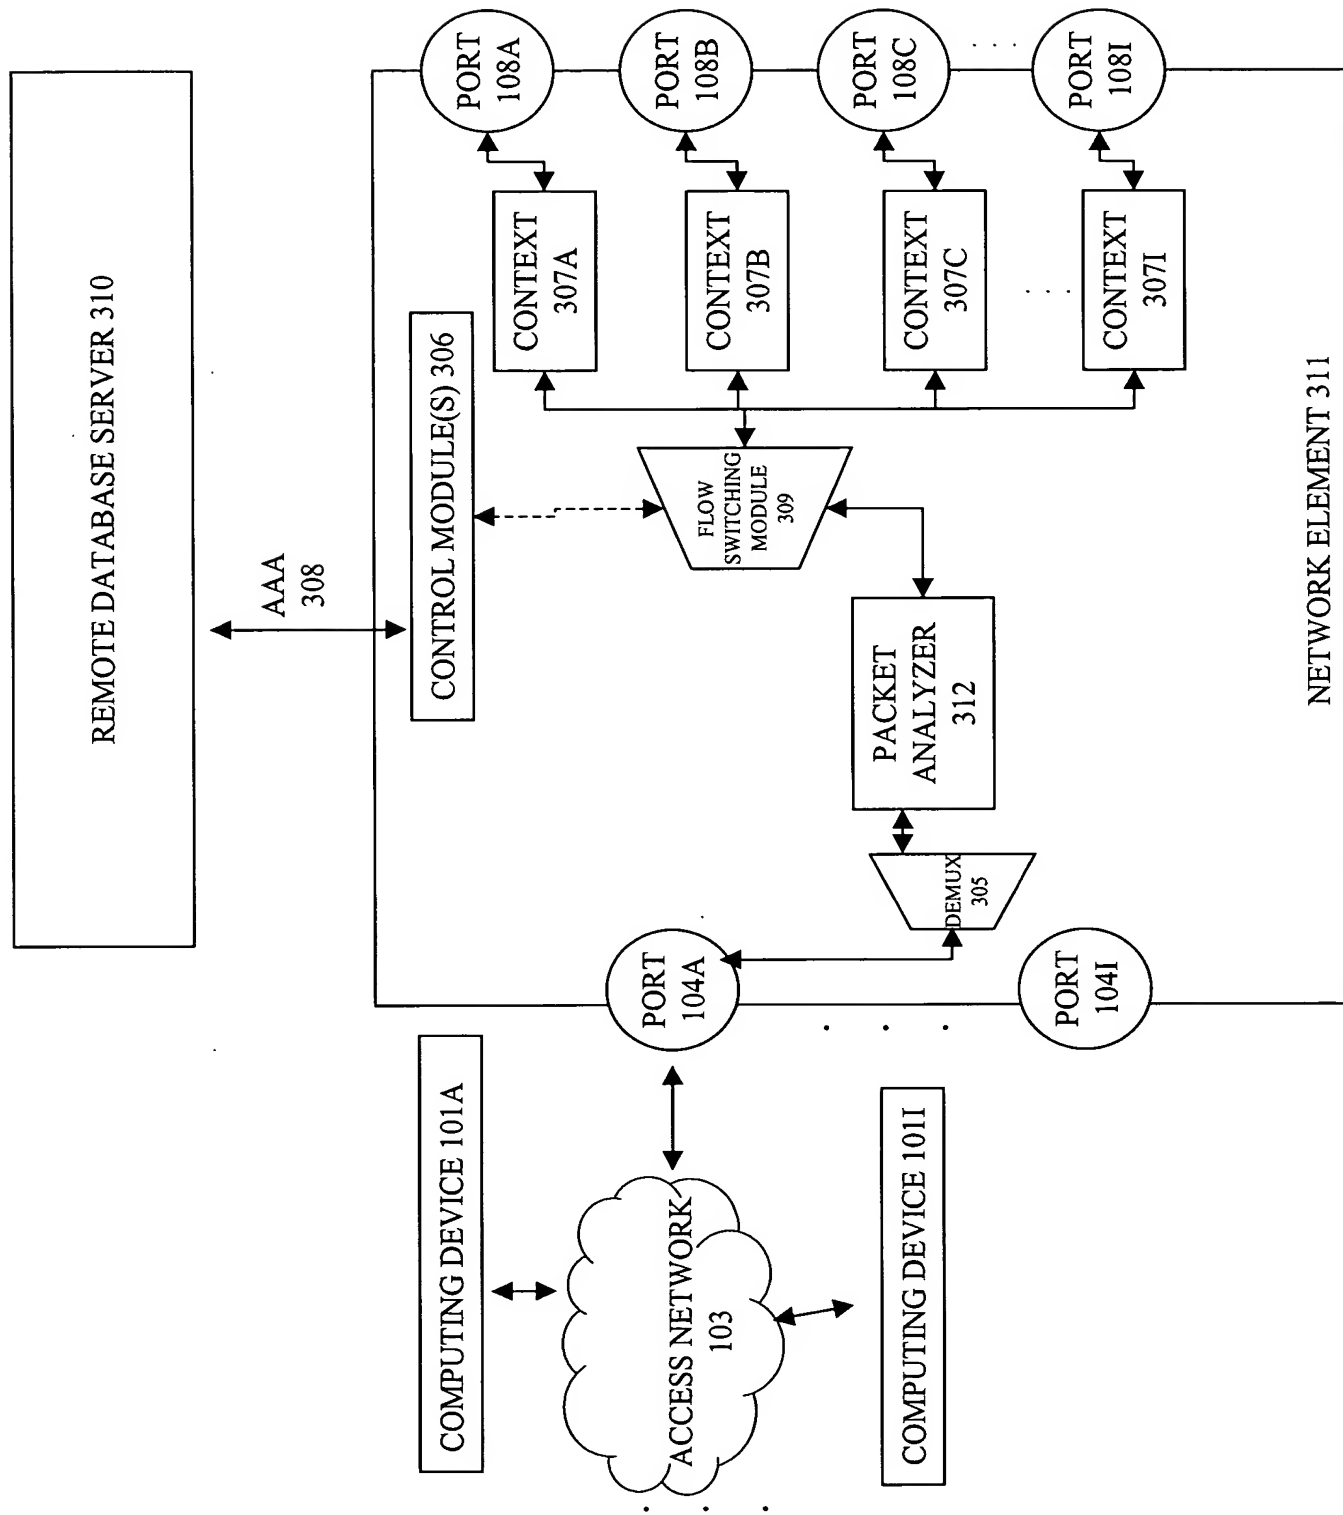 REMOTE DATABASE SERVER 310
AAA
308
CONTROL MODULE(S) 306
COMPUTING DEVICE 101A
ACCESS NETWORK
103
COMPUTING DEVICE 101I
PORT
104A
PORT
104I
DEMUX
305
PACKET
ANALYZER
312
FLOW
SWITCHING
MODULE
309
CONTEXT
307A
CONTEXT
307B
CONTEXT
307C
CONTEXT
307I
PORT
108A
PORT
108B
PORT
108C
PORT
108I
NETWORK ELEMENT 311